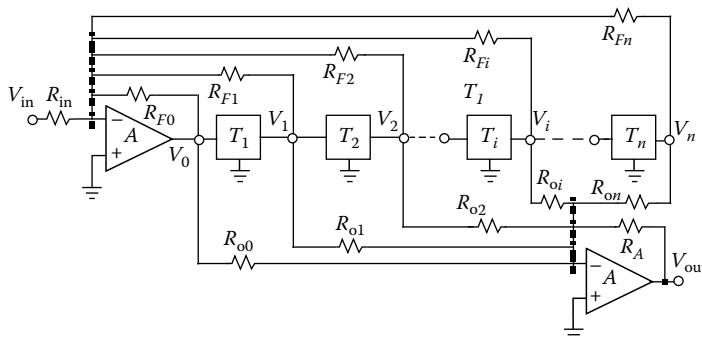 R_Fn
R_Fi
R_F2
T_1
R_F1
V_in R_in
R_F0
− A +
V_0 T_1 V_1 T_2 V_2 T_i V_i T_n V_n
R_oi R_on
R_o2
R_o1 R_A
R_o0
− A +
V_ou